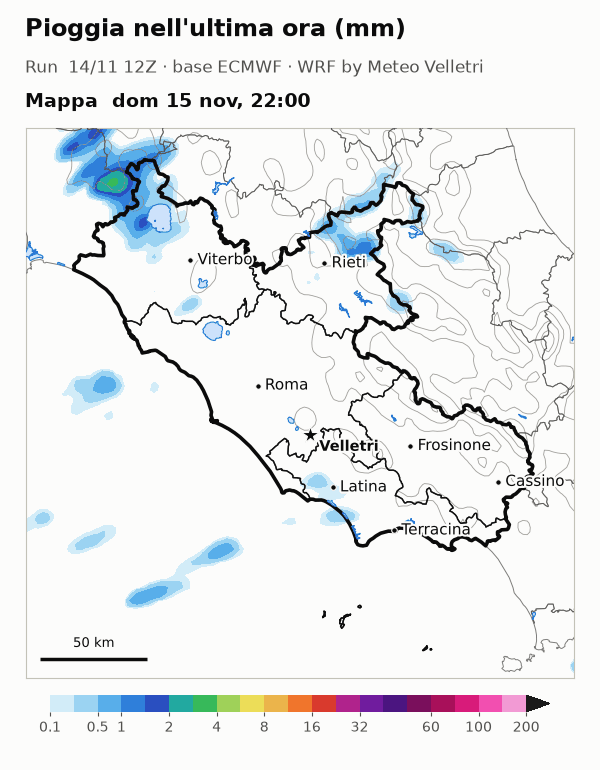 Pioggia nell'ultima ora (mm)
Run  14/11 12Z · base ECMWF · WRF by Meteo Velletri
Mappa  dom 15 nov, 22:00
Viterbo
Rieti
Roma
Velletri
Frosinone
Latina
Cassino
Terracina
50 km
0.1 0.5 1 2 4 8 16 32 60 100 200